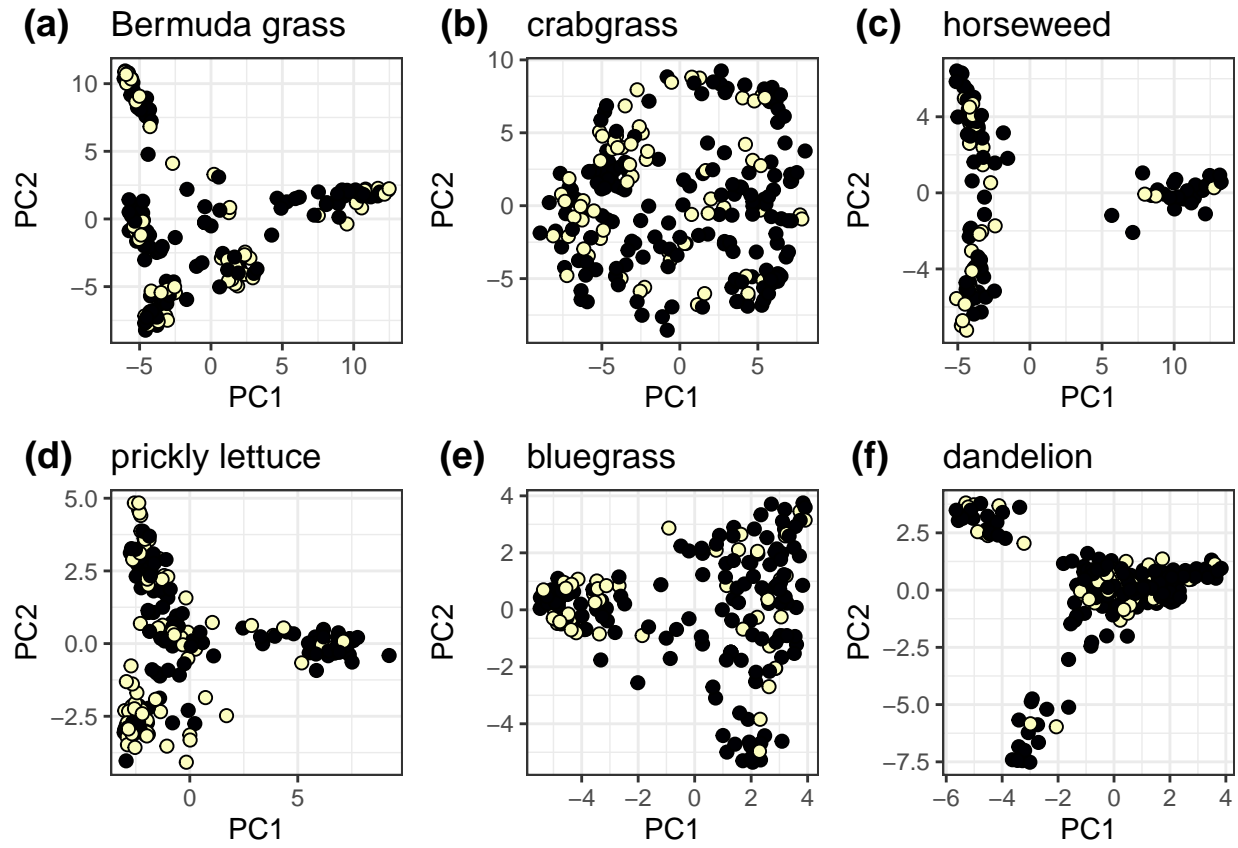 (a) Bermuda grass
10
5
0
−5
−5 0 5 10
PC1
PC2
(b) crabgrass
10
5
0
−5
−5 0 5
PC1
PC2
(c) horseweed
4
0
−4
−5 0 5 10
PC1
PC2
(d) prickly lettuce
5.0
2.5
0.0
−2.5
0 5
PC1
PC2
(e) bluegrass
4
2
0
−2
−4
−4 −2 0 2 4
PC1
PC2
(f) dandelion
2.5
0.0
−2.5
−5.0
−7.5
−6 −4 −2 0 2 4
PC1
PC2